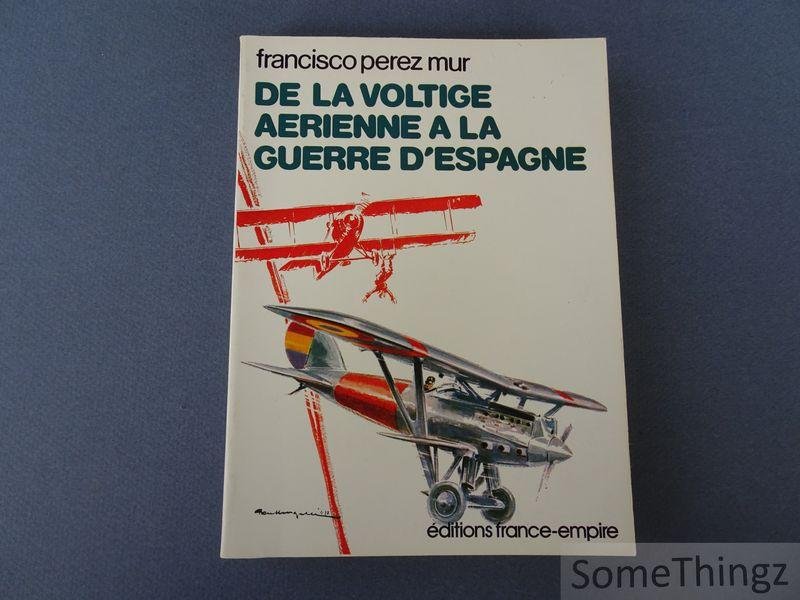 francisco perez mur
DE LA VOLTIGE
AERIENNE A LA
GUERRE D'ESPAGNE
éditions france-empire
SomeThingz